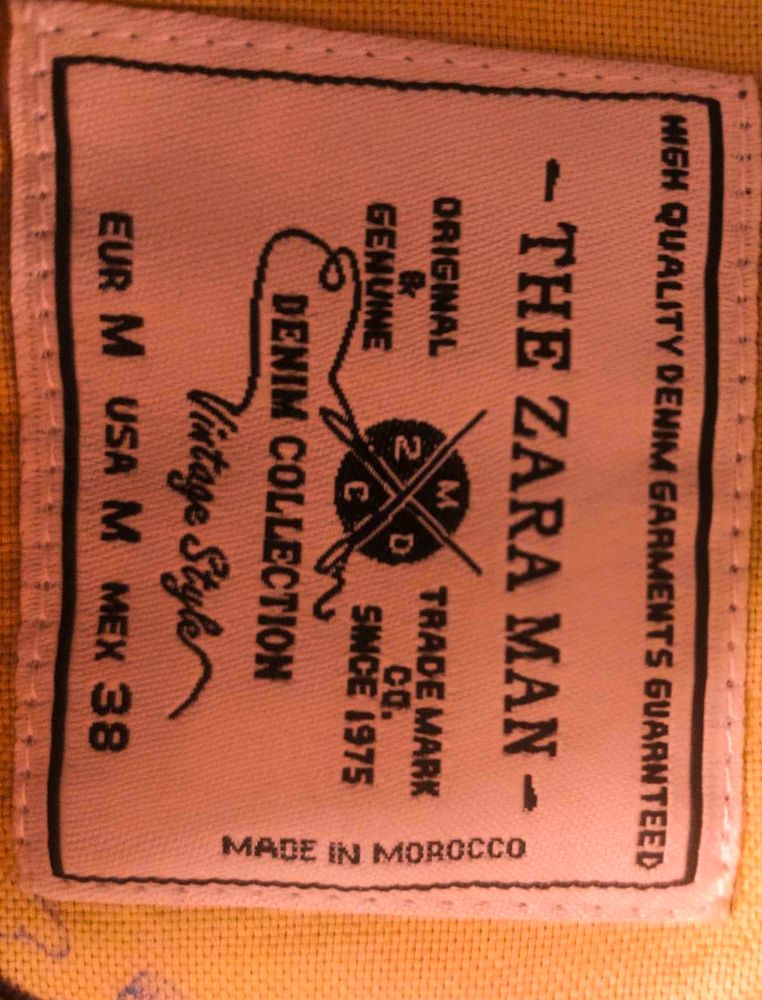 HIGH QUALITY DENIM GARMENTS GUARNTEED
- THE ZARA MAN -
ORIGINAL
&
GENUINE
Z M
C D
TRADE MARK
CO.
SINCE 1975
DENIM COLLECTION
Vintage Style
EUR M USA M MEX 38
MADE IN MOROCCO